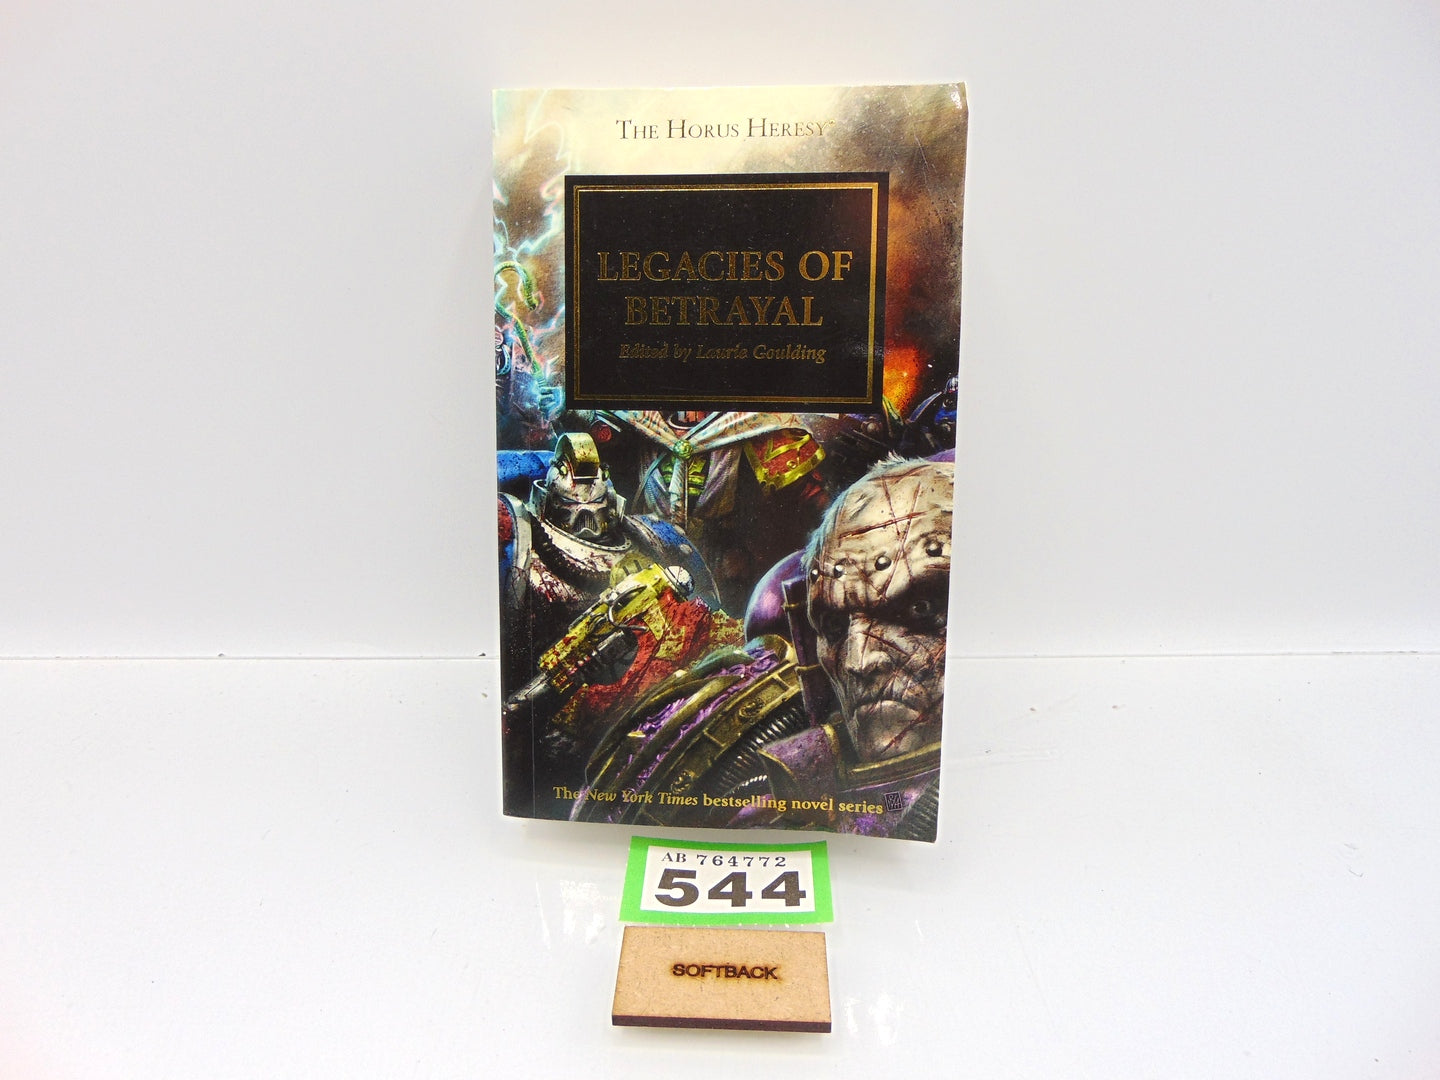 THE HORUS HERESY®
LEGACIES OF
BETRAYAL
Edited by Laurie Goulding
The New York Times bestselling novel series
AB 764772
544
SOFTBACK